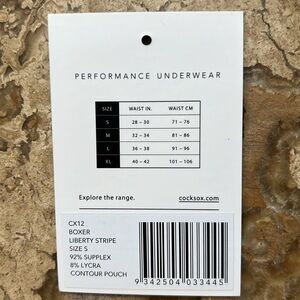 PERFORMANCE UNDERWEAR
SIZE WAIST IN. WAIST CM
S 28 – 30 71 – 76
M 32 – 34 81 – 86
L 36 – 38 91 – 96
XL 40 – 42 101 – 106
Explore the range. cocksox.com
CX12
BOXER
LIBERTY STRIPE
SIZE S
92% SUPPLEX
8% LYCRA
CONTOUR POUCH
9 342504 033445